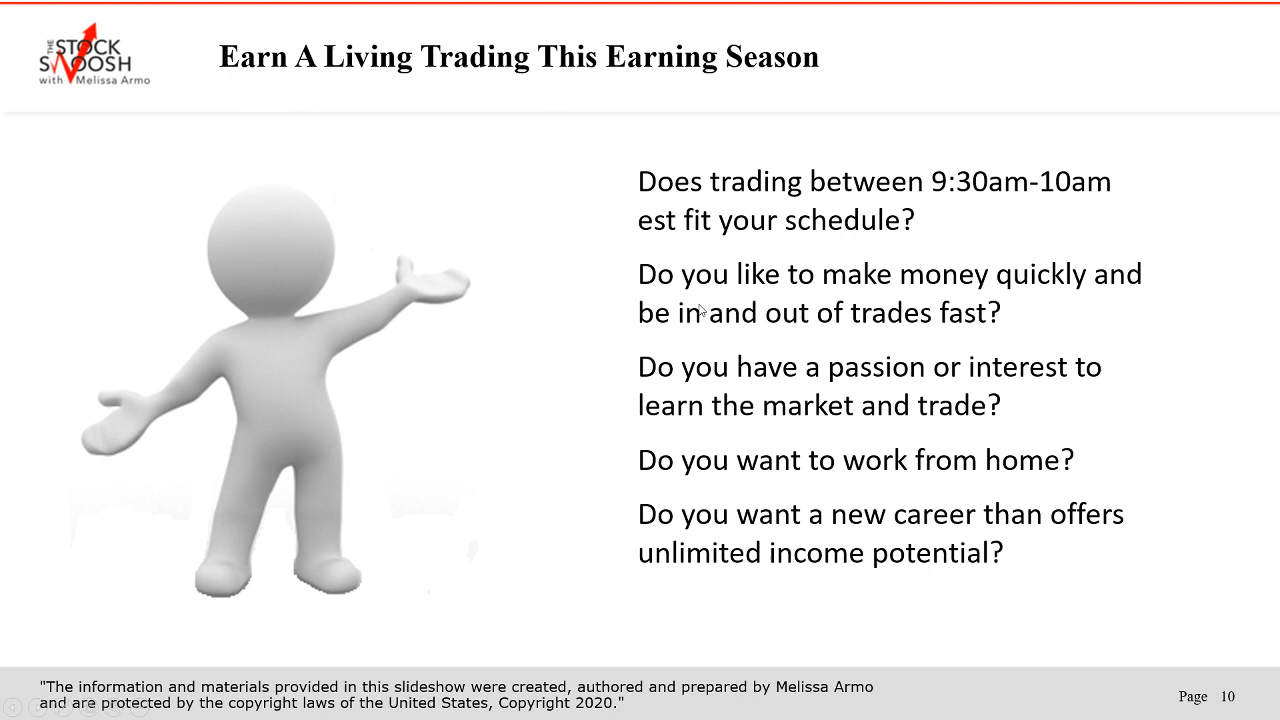 THE
STOCK
SWOOSH
with Melissa Armo
Earn A Living Trading This Earning Season
Does trading between 9:30am-10am
est fit your schedule?
Do you like to make money quickly and
be in and out of trades fast?
Do you have a passion or interest to
learn the market and trade?
Do you want to work from home?
Do you want a new career than offers
unlimited income potential?
"The information and materials provided in this slideshow were created, authored and prepared by Melissa Armo
and are protected by the copyright laws of the United States, Copyright 2020."
Page 10